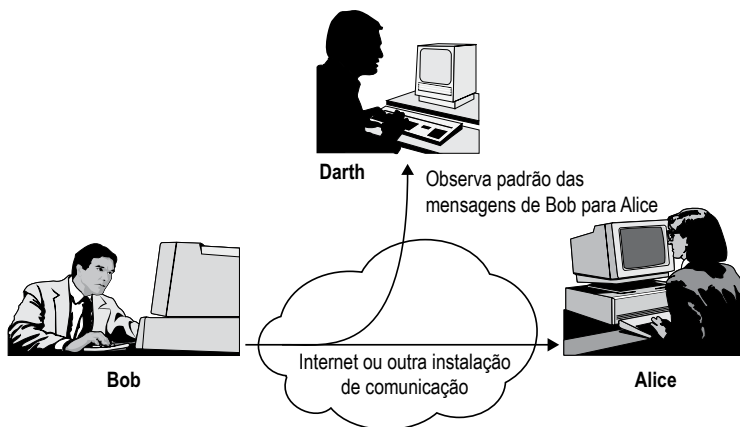 Darth
Observa padrão das
mensagens de Bob para Alice
Internet ou outra instalação
de comunicação
Bob
Alice